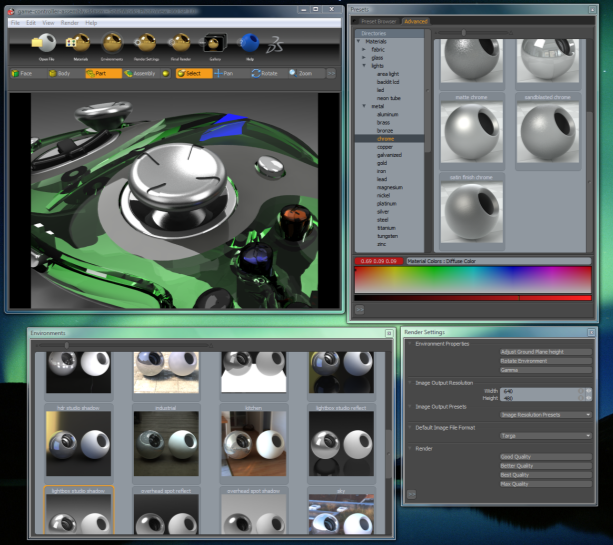 File Edit View Render Help
Open File Materials Environments Render Settings Final Render Gallery Help
Face Body Part Assembly Select Pan Rotate Zoom
Presets
Preset Browser Advanced
Directories
Materials
fabric
glass
lights
area light
backlit lcd
led
neon tube
metal
aluminum
brass
bronze
chrome
copper
galvanized
gold
iron
lead
magnesium
nickel
platinum
silver
steel
titanium
tungsten
zinc
matte chrome sandblasted chrome
satin finish chrome
0.69 0.09 0.09 Material Colors : Diffuse Color
Environments
hdr studio shadow industrial kitchen lightbox studio reflect
lightbox studio shadow overhead spot reflect overhead spot shadow sky
Render Settings
Environment Properties
Adjust Ground Plane height
Rotate Environment
Gamma
Image Output Resolution
Width 640
Height 480
Image Output Presets
Image Resolution Presets
Default Image File Format
Targa
Render
Good Quality
Better Quality
Best Quality
Max Quality